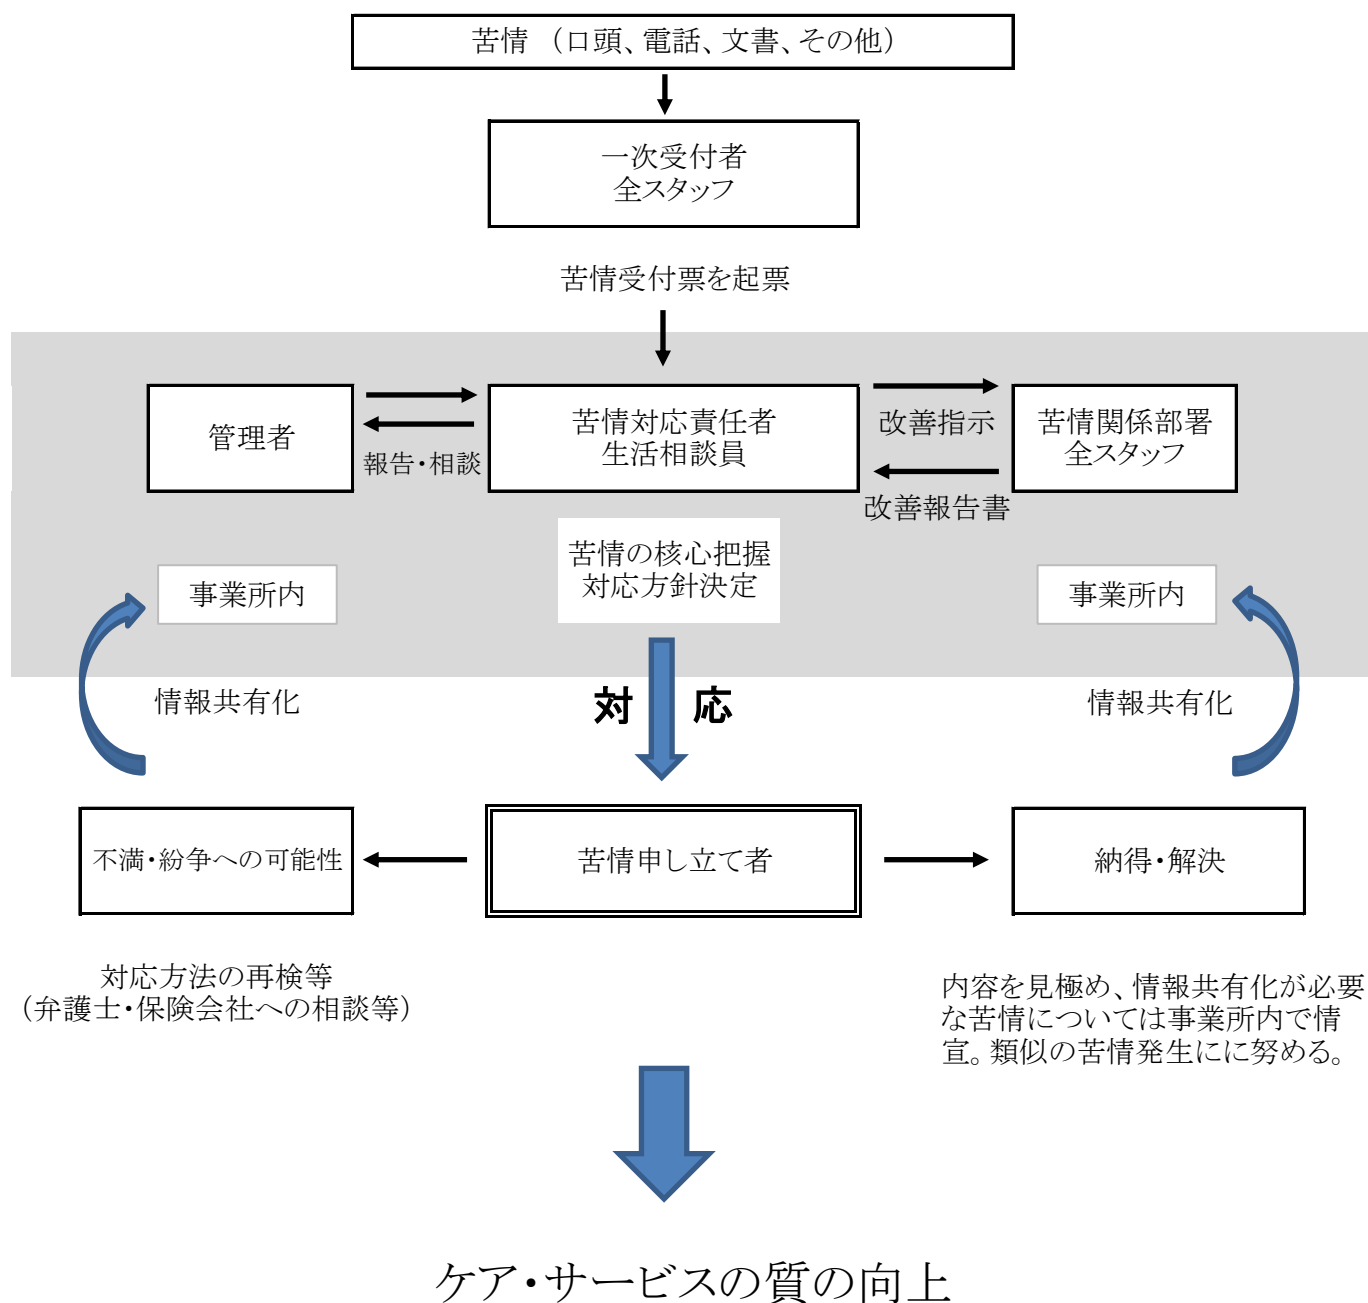 苦情 （口頭、電話、文書、その他）
一次受付者
全スタッフ
苦情受付票を起票
管理者
報告・相談
苦情対応責任者
生活相談員
改善指示
改善報告書
苦情関係部署
全スタッフ
苦情の核心把握
対応方針決定
事業所内
事業所内
情報共有化
対 応
情報共有化
不満・紛争への可能性
苦情申し立て者
納得・解決
対応方法の再検等
（弁護士・保険会社への相談等）
内容を見極め、情報共有化が必要
な苦情については事業所内で情
宣。類似の苦情発生にに努める。
ケア・サービスの質の向上